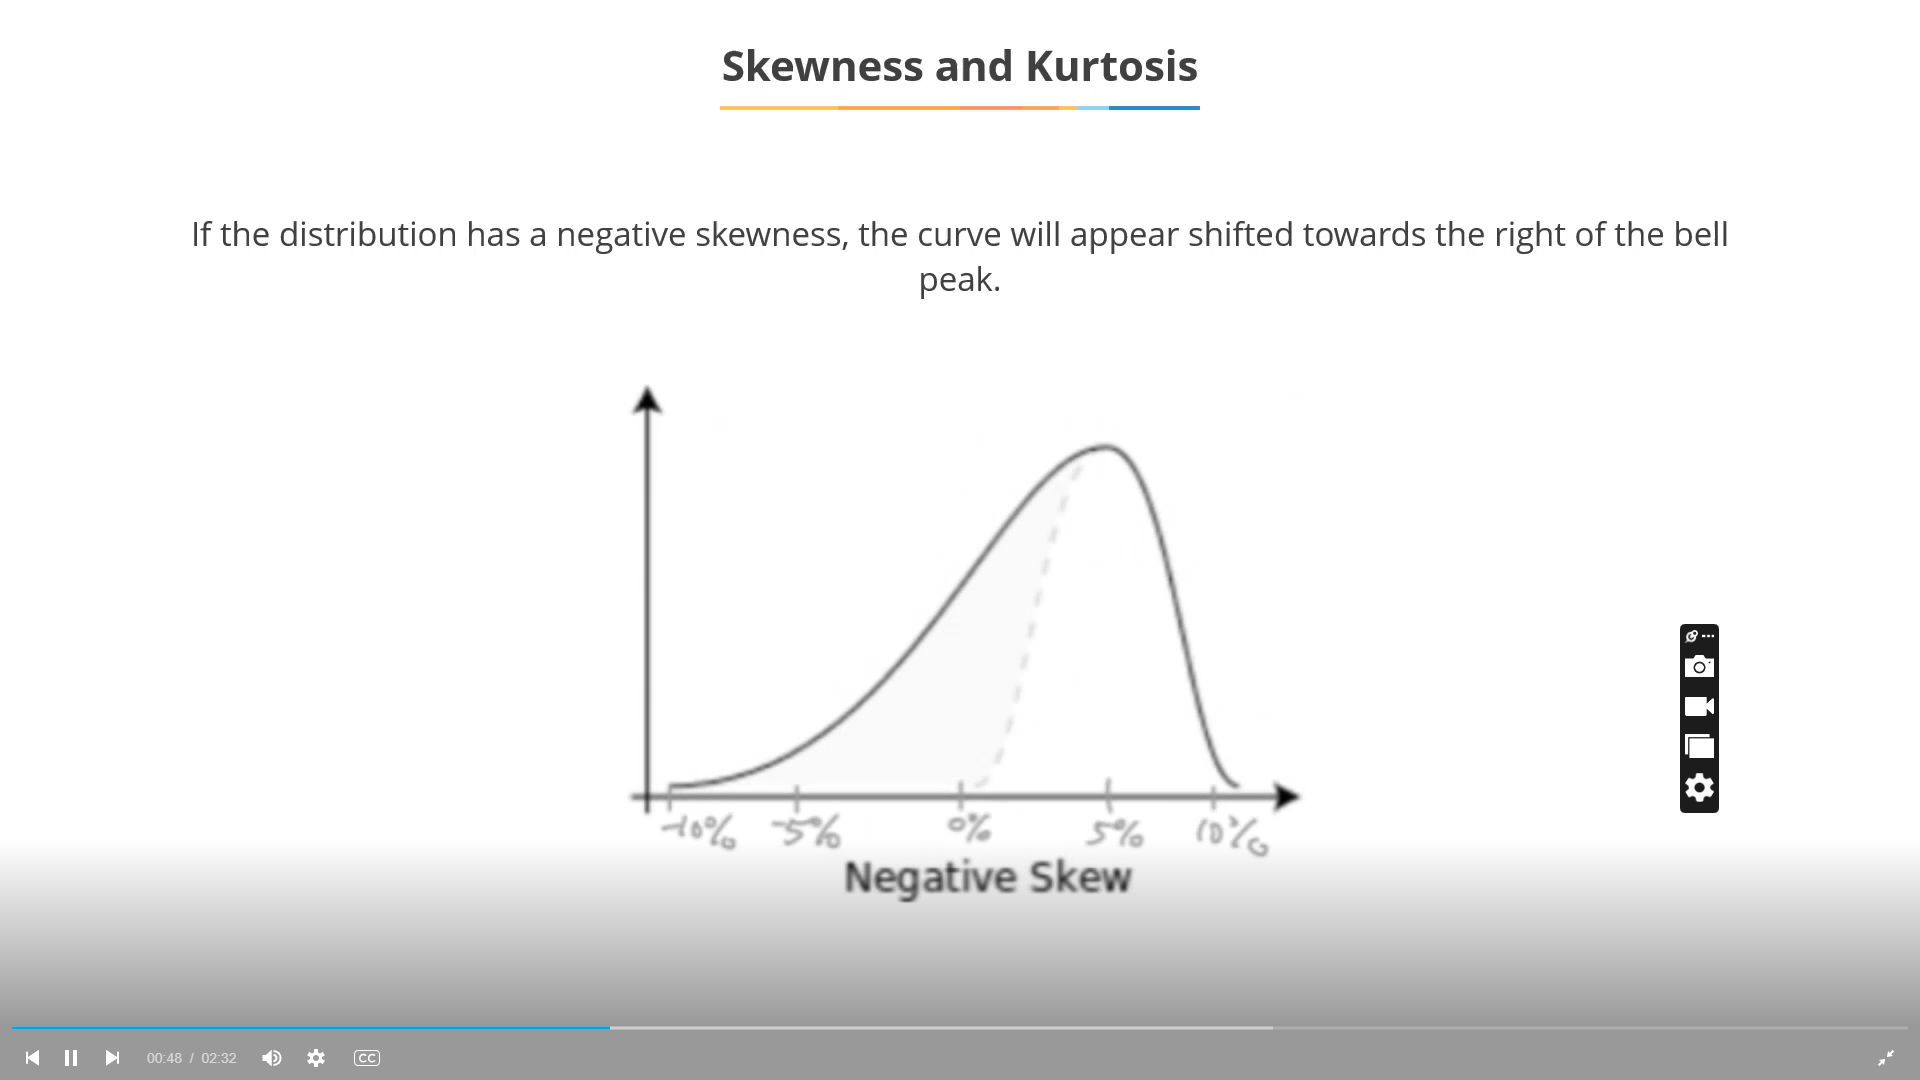 Skewness and Kurtosis
If the distribution has a negative skewness, the curve will appear shifted towards the right of the bell
peak.
-10% -5% 0% 5% 10%
Negative Skew
00:48 / 02:32
CC